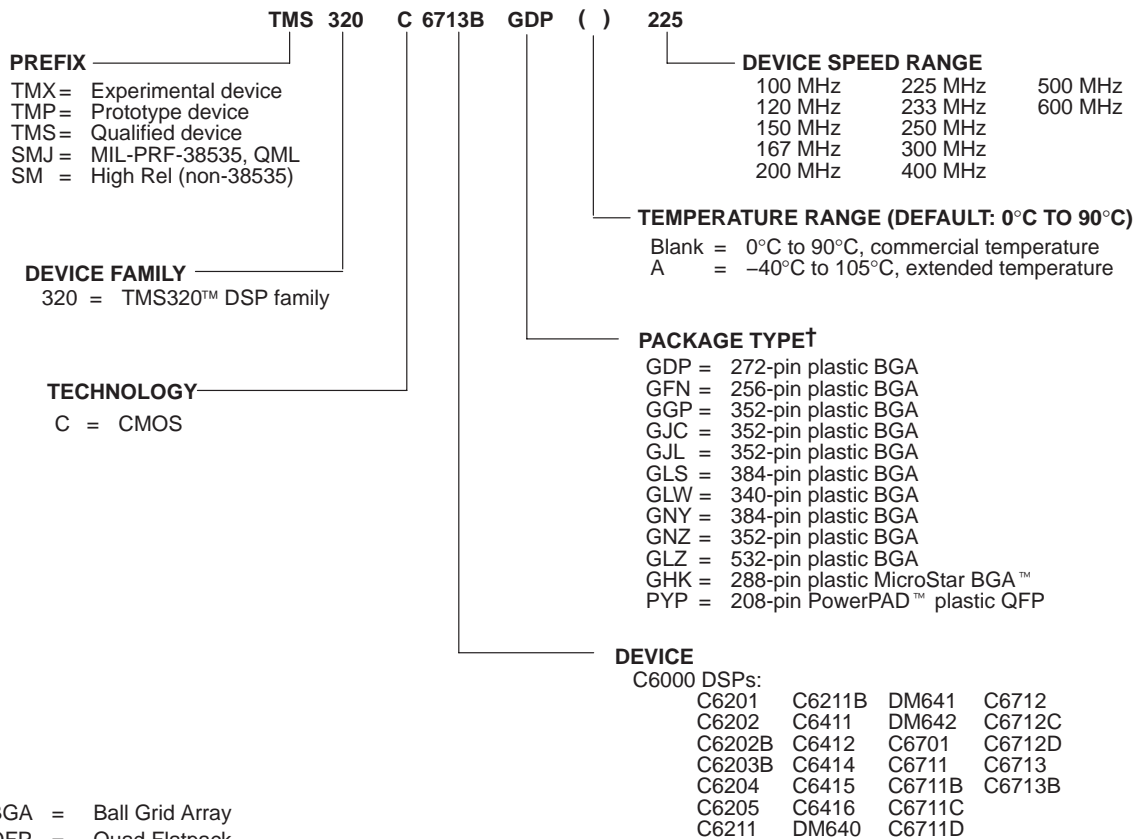 TMS 320 C 6713B GDP ( ) 225
PREFIX
TMX = Experimental device
TMP = Prototype device
TMS = Qualified device
SMJ = MIL-PRF-38535, QML
SM = High Rel (non-38535)
DEVICE SPEED RANGE
100 MHz 225 MHz 500 MHz
120 MHz 233 MHz 600 MHz
150 MHz 250 MHz
167 MHz 300 MHz
200 MHz 400 MHz
TEMPERATURE RANGE (DEFAULT: 0°C TO 90°C)
Blank = 0°C to 90°C, commercial temperature
A = −40°C to 105°C, extended temperature
DEVICE FAMILY
320 = TMS320™ DSP family
PACKAGE TYPE†
GDP = 272-pin plastic BGA
GFN = 256-pin plastic BGA
GGP = 352-pin plastic BGA
GJC = 352-pin plastic BGA
GJL = 352-pin plastic BGA
GLS = 384-pin plastic BGA
GLW = 340-pin plastic BGA
GNY = 384-pin plastic BGA
GNZ = 352-pin plastic BGA
GLZ = 532-pin plastic BGA
GHK = 288-pin plastic MicroStar BGA™
PYP = 208-pin PowerPAD™ plastic QFP
TECHNOLOGY
C = CMOS
DEVICE
C6000 DSPs:
C6201 C6211B DM641 C6712
C6202 C6411 DM642 C6712C
C6202B C6412 C6701 C6712D
C6203B C6414 C6711 C6713
C6204 C6415 C6711B C6713B
C6205 C6416 C6711C
C6211 DM640 C6711D
BGA = Ball Grid Array
QFP = Quad Flatpack